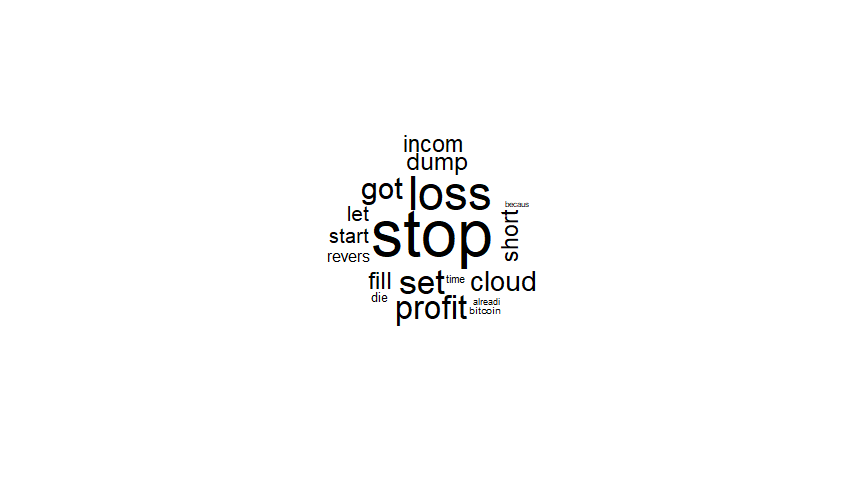 incom
dump
got loss
becaus
let
short
start stop
revers
fill set time cloud
die
profit alreadi
bitcoin